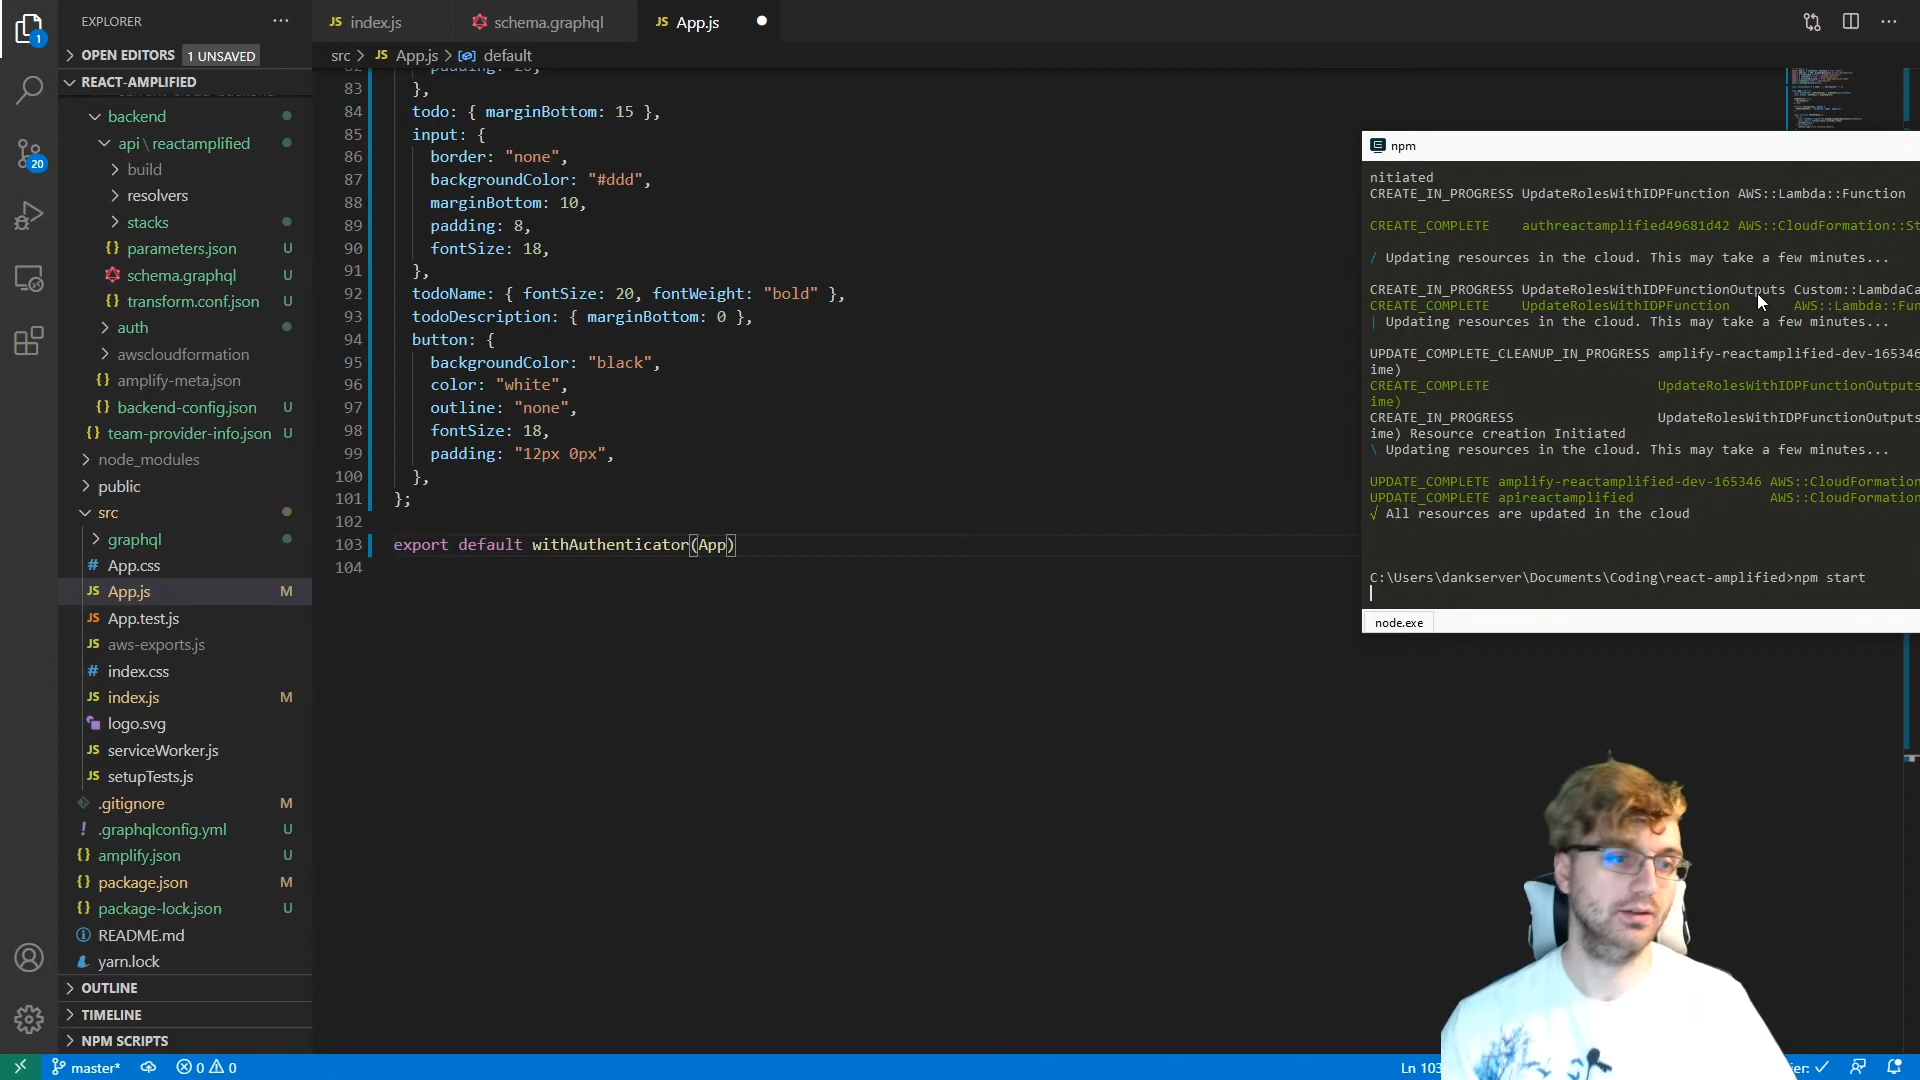 EXPLORER
index.js
schema.graphql
App.js
1
OPEN EDITORS
1 UNSAVED
src
App.js
default
REACT-AMPLIFIED
backend
api \ reactamplified
build
resolvers
stacks
parameters.json U
schema.graphql U
transform.conf.json U
auth
awscloudformation
amplify-meta.json
backend-config.json U
team-provider-info.json U
node_modules
public
src
graphql
App.css
App.js M
App.test.js
aws-exports.js
index.css
index.js M
logo.svg
serviceWorker.js
setupTests.js
.gitignore M
.graphqlconfig.yml U
amplify.json U
package.json M
package-lock.json U
README.md
yarn.lock
OUTLINE
TIMELINE
NPM SCRIPTS
20
83 },
84 todo: { marginBottom: 15 },
85 input: {
86 border: "none",
87 backgroundColor: "#ddd",
88 marginBottom: 10,
89 padding: 8,
90 fontSize: 18,
91 },
92 todoName: { fontSize: 20, fontWeight: "bold" },
93 todoDescription: { marginBottom: 0 },
94 button: {
95 backgroundColor: "black",
96 color: "white",
97 outline: "none",
98 fontSize: 18,
99 padding: "12px 0px",
100 },
101 };
102
103 export default withAuthenticator(App)
104
npm
nitiated
CREATE_IN_PROGRESS UpdateRolesWithIDPFunction AWS::Lambda::Function
CREATE_COMPLETE authreactamplified49681d42 AWS::CloudFormation::St
/ Updating resources in the cloud. This may take a few minutes...
CREATE_IN_PROGRESS UpdateRolesWithIDPFunctionOutputs Custom::LambdaCa
CREATE_COMPLETE UpdateRolesWithIDPFunction AWS::Lambda::Fun
| Updating resources in the cloud. This may take a few minutes...
UPDATE_COMPLETE_CLEANUP_IN_PROGRESS amplify-reactamplified-dev-165346
ime)
CREATE_COMPLETE UpdateRolesWithIDPFunctionOutputs
ime)
CREATE_IN_PROGRESS UpdateRolesWithIDPFunctionOutputs
ime) Resource creation Initiated
\ Updating resources in the cloud. This may take a few minutes...
UPDATE_COMPLETE amplify-reactamplified-dev-165346 AWS::CloudFormation
UPDATE_COMPLETE apireactamplified AWS::CloudFormation
√ All resources are updated in the cloud
C:\Users\dankserver\Documents\Coding\react-amplified>npm start
node.exe
master*
0 0
Ln 103